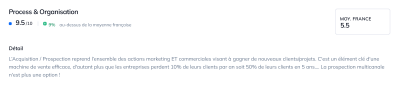 Process & Organisation
9.5 /10 9% au dessus de la moyenne française
MOY. FRANCE
5.5
Détail
L'Acquisition / Prospection reprend l'ensemble des actions marketing ET commerciales visant à gagner de nouveaux clients/projets. C'est un élément clé d'une
machine de vente efficace, d'autant plus que les entreprises perdent 10% de leurs clients par an soit 50% de leurs clients en 5 ans,... La prospection multicanale
n'est plus une option !